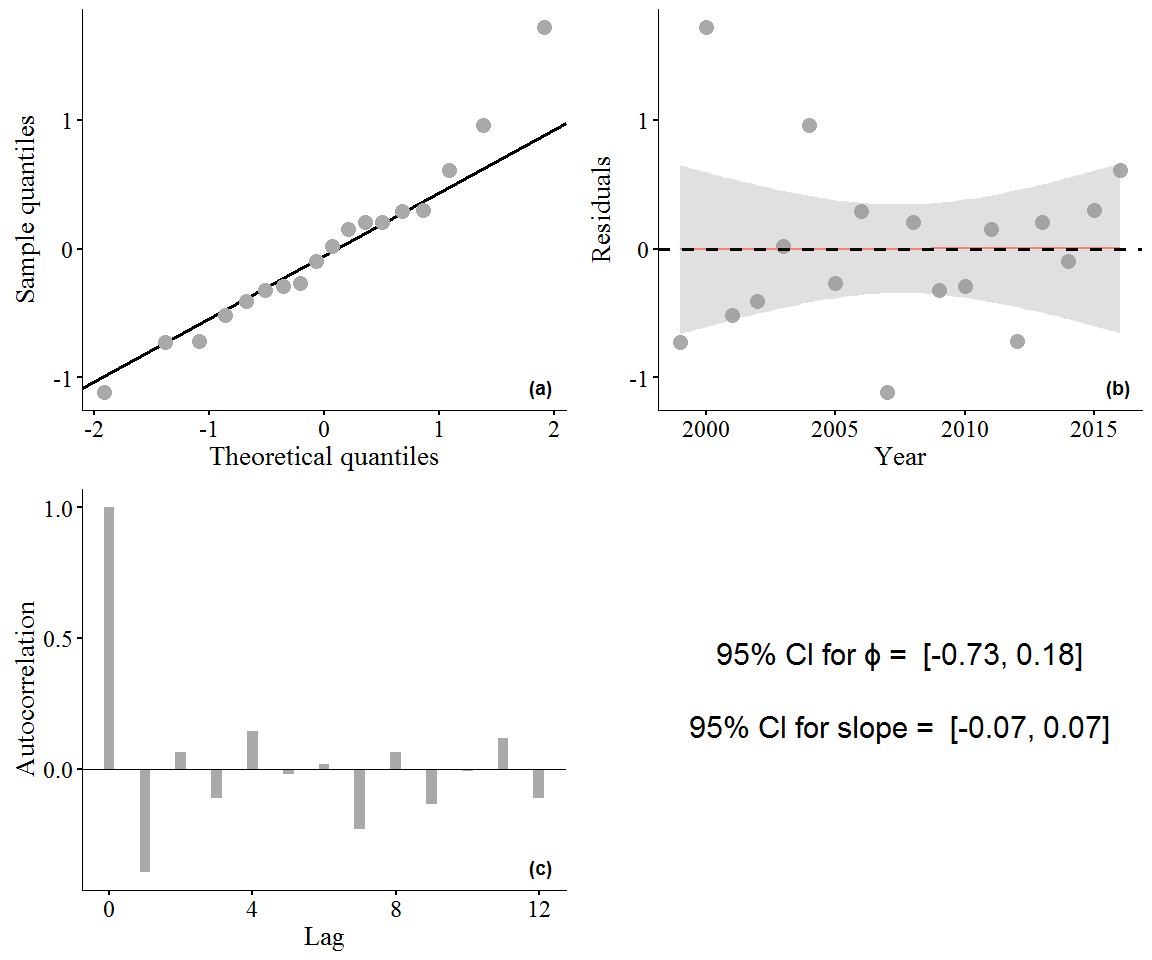 1
0
-1
Sample quantiles
-2 -1 0 1 2
Theoretical quantiles
(a)
1
0
-1
Residuals
2000 2005 2010 2015
Year
(b)
1.0
0.5
0.0
Autocorrelation
0 4 8 12
Lag
(c)
95% CI for ϕ = [-0.73, 0.18]
95% CI for slope = [-0.07, 0.07]